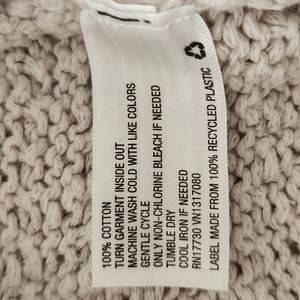 100% COTTON
TURN GARMENT INSIDE OUT
MACHINE WASH COLD WITH LIKE COLORS
GENTLE CYCLE
ONLY NON-CHLORINE BLEACH IF NEEDED
TUMBLE DRY
COOL IRON IF NEEDED
RN17730 VN1317080
LABEL MADE FROM 100% RECYCLED PLASTIC